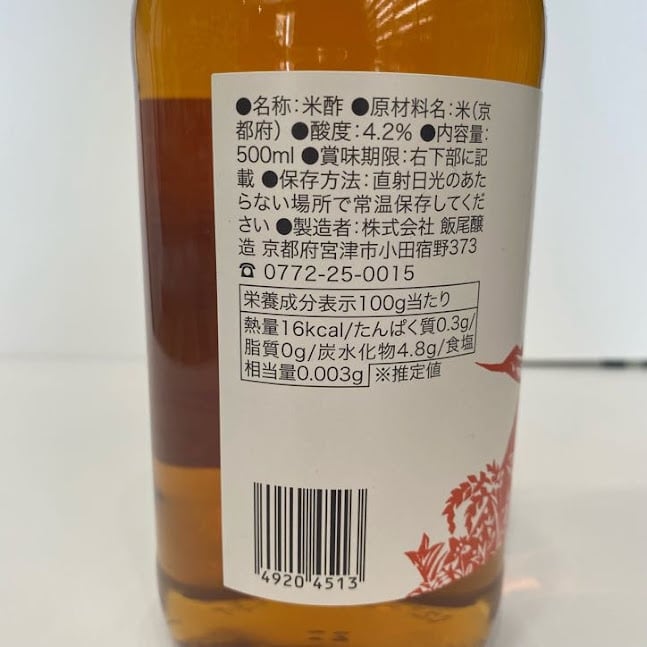 ●名称:米酢 ●原材料名:米(京
都府) ●酸度:4.2% ●内容量:
500ml ●賞味期限:右下部に記
載 ●保存方法:直射日光のあた
らない場所で常温保存してくだ
さい ●製造者:株式会社 飯尾醸
造 京都府宮津市小田宿野373
☎ 0772-25-0015
栄養成分表示100g当たり
熱量16kcal/たんぱく質0.3g/
脂質0g/炭水化物4.8g/食塩
相当量0.003g ※推定値
4920 4513